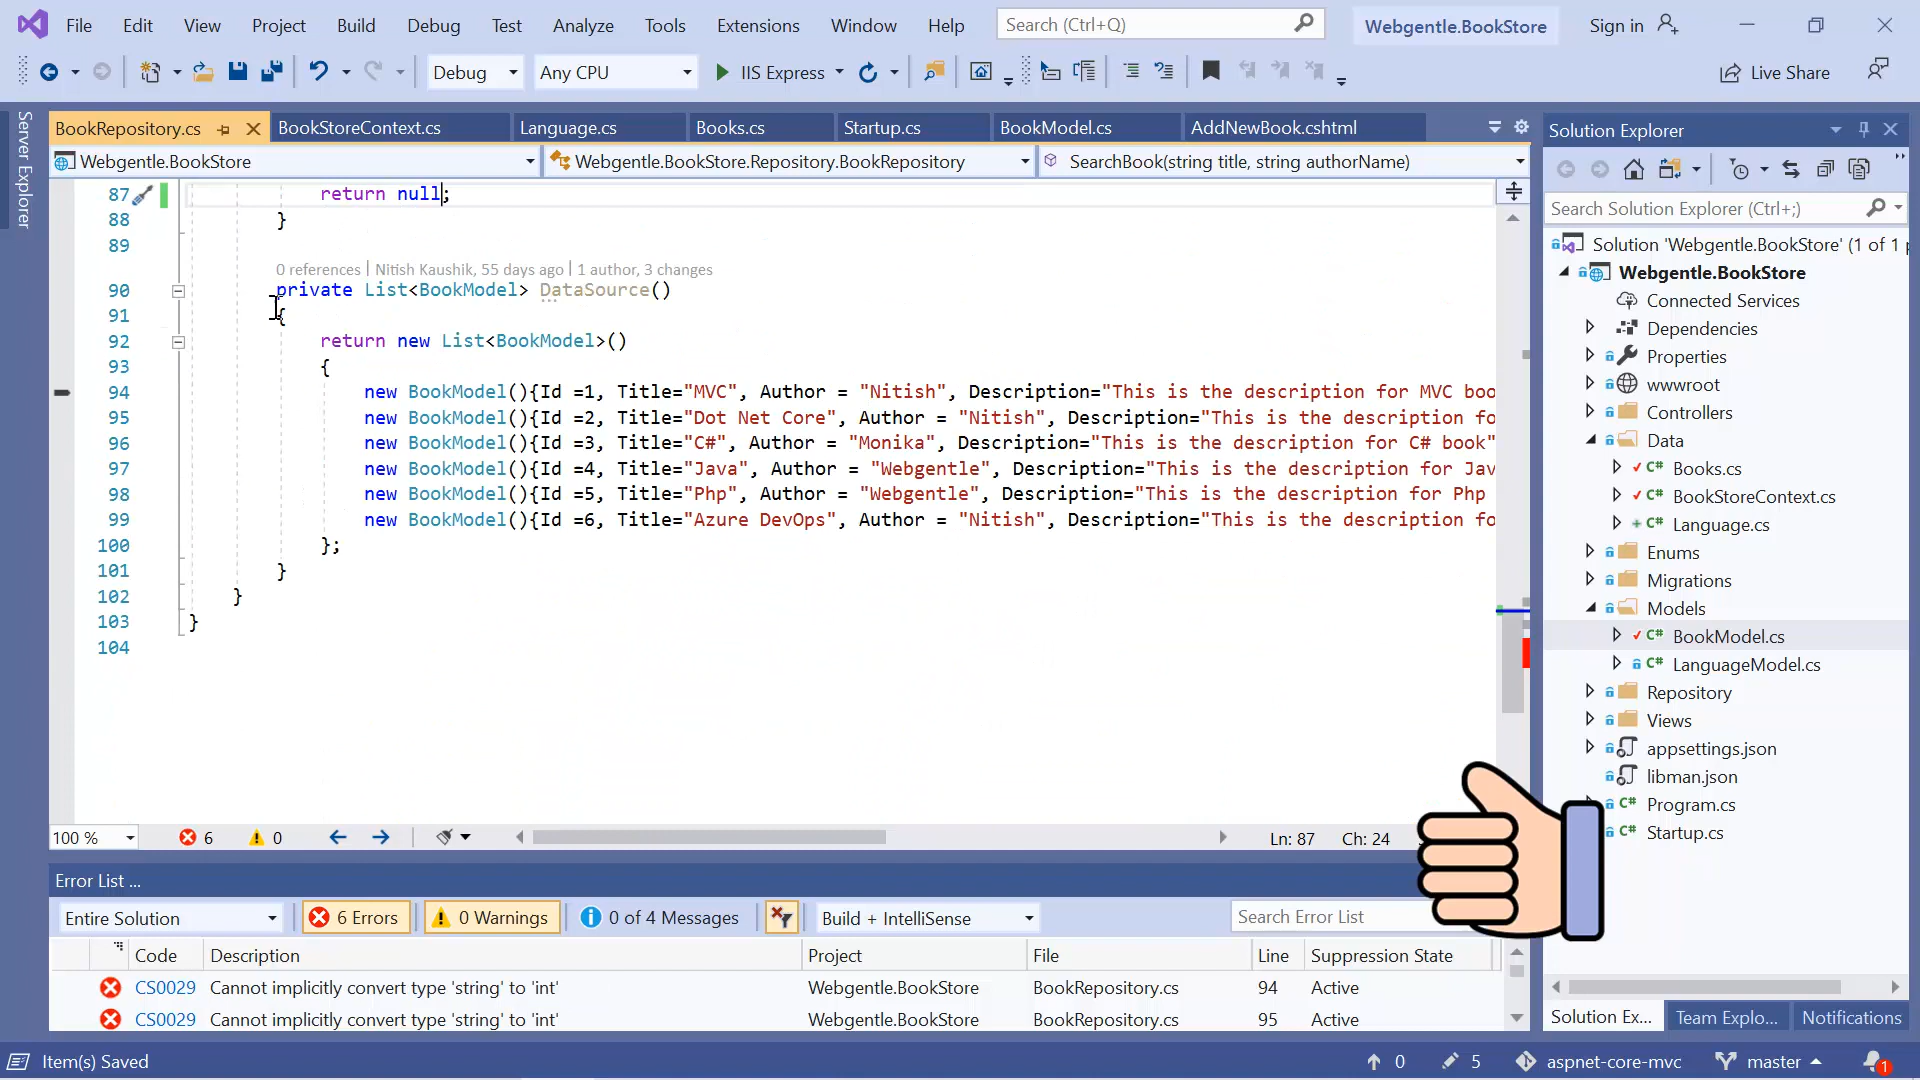 File Edit View Project Build Debug Test Analyze Tools Extensions Window Help Search (Ctrl+Q) Webgentle.BookStore Sign in
Debug Any CPU IIS Express Live Share
Server Explorer
BookRepository.cs BookStoreContext.cs Language.cs Books.cs Startup.cs BookModel.cs AddNewBook.cshtml
Webgentle.BookStore Webgentle.BookStore.Repository.BookRepository SearchBook(string title, string authorName)
87 return null;
88 }
89
0 references | Nitish Kaushik, 55 days ago | 1 author, 3 changes
90 private List<BookModel> DataSource()
91 {
92 return new List<BookModel>()
93 {
94 new BookModel(){Id =1, Title="MVC", Author = "Nitish", Description="This is the description for MVC boo
95 new BookModel(){Id =2, Title="Dot Net Core", Author = "Nitish", Description="This is the description fo
96 new BookModel(){Id =3, Title="C#", Author = "Monika", Description="This is the description for C# book"
97 new BookModel(){Id =4, Title="Java", Author = "Webgentle", Description="This is the description for Jav
98 new BookModel(){Id =5, Title="Php", Author = "Webgentle", Description="This is the description for Php
99 new BookModel(){Id =6, Title="Azure DevOps", Author = "Nitish", Description="This is the description fo
100 };
101 }
102 }
103 }
104
100 % 6 0 Ln: 87 Ch: 24
Error List ...
Entire Solution 6 Errors 0 Warnings 0 of 4 Messages Build + IntelliSense Search Error List
Code Description Project File Line Suppression State
CS0029 Cannot implicitly convert type 'string' to 'int' Webgentle.BookStore BookRepository.cs 94 Active
CS0029 Cannot implicitly convert type 'string' to 'int' Webgentle.BookStore BookRepository.cs 95 Active
Solution Explorer
Search Solution Explorer (Ctrl+;)
Solution 'Webgentle.BookStore' (1 of 1 p
Webgentle.BookStore
Connected Services
Dependencies
Properties
wwwroot
Controllers
Data
C# Books.cs
C# BookStoreContext.cs
C# Language.cs
Enums
Migrations
Models
C# BookModel.cs
C# LanguageModel.cs
Repository
Views
appsettings.json
libman.json
C# Program.cs
C# Startup.cs
Solution Ex... Team Explo... Notifications
Item(s) Saved 0 5 aspnet-core-mvc master 1